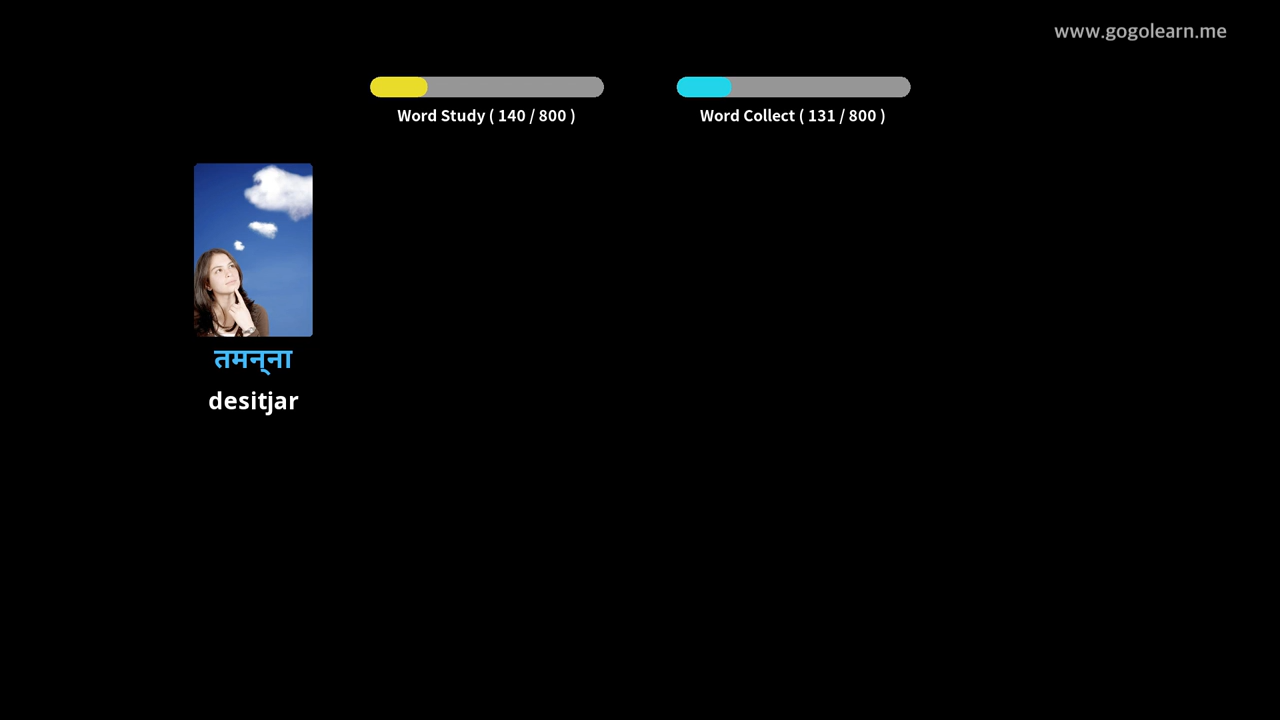 www.gogolearn.me
Word Study ( 140 / 800 )
Word Collect ( 131 / 800 )
तमन्ना
desitjar